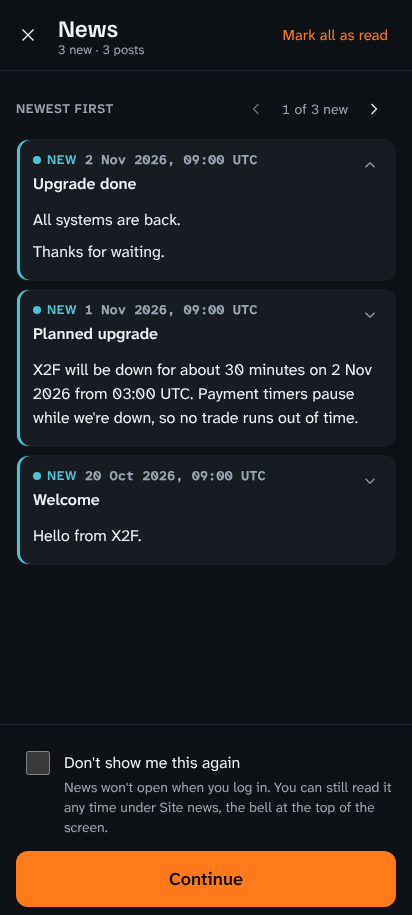 News
3 new · 3 posts
Mark all as read
NEWEST FIRST
1 of 3 new
NEW 2 Nov 2026, 09:00 UTC
Upgrade done
All systems are back.
Thanks for waiting.
NEW 1 Nov 2026, 09:00 UTC
Planned upgrade
X2F will be down for about 30 minutes on 2 Nov
2026 from 03:00 UTC. Payment timers pause
while we're down, so no trade runs out of time.
NEW 20 Oct 2026, 09:00 UTC
Welcome
Hello from X2F.
Don't show me this again
News won't open when you log in. You can still read it
any time under Site news, the bell at the top of the
screen.
Continue